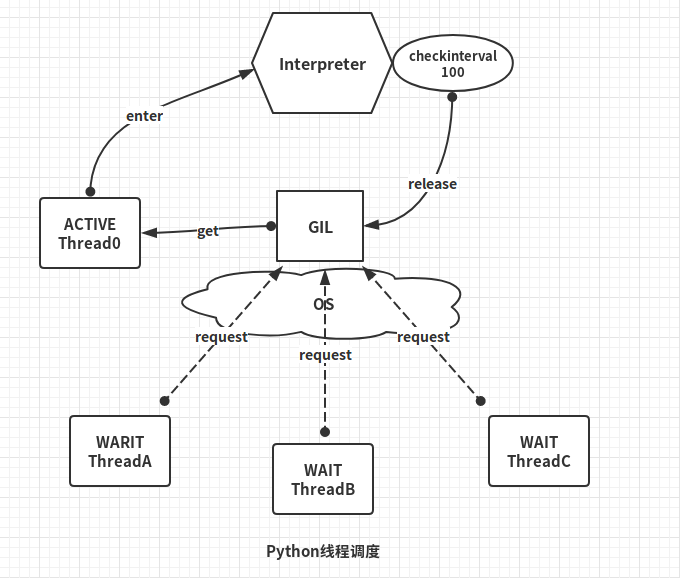 Interpreter
checkinterval
100
enter
release
ACTIVE
Thread0
get
GIL
OS
request
request
request
WARIT
ThreadA
WAIT
ThreadB
WAIT
ThreadC
Python线程调度